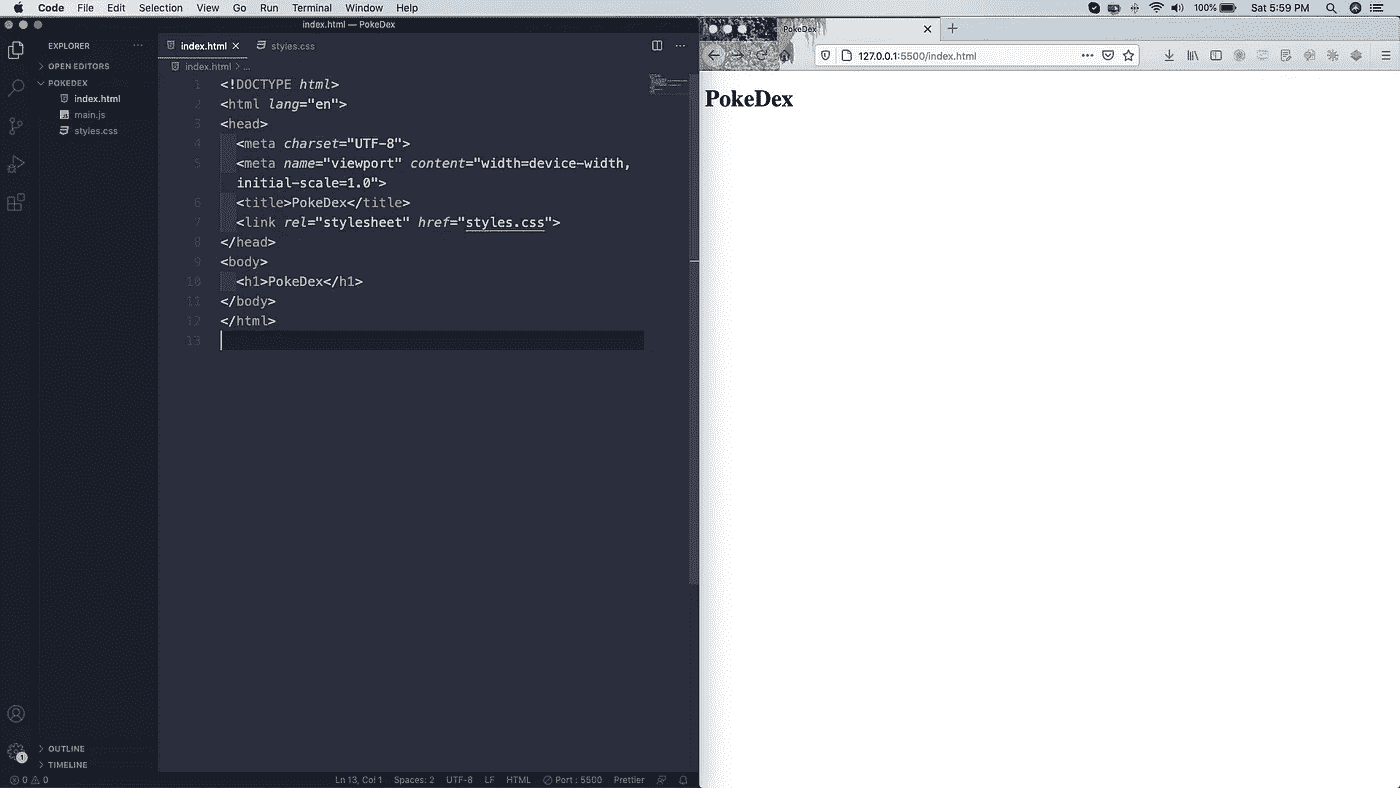 Code File Edit Selection View Go Run Terminal Window Help 100% Sat 5:59 PM
index.html — PokeDex
EXPLORER
OPEN EDITORS
POKEDEX
index.html
main.js
styles.css
index.html
styles.css
index.html > ...
1 <!DOCTYPE html>
2 <html lang="en">
3 <head>
4 <meta charset="UTF-8">
5 <meta name="viewport" content="width=device-width,
initial-scale=1.0">
6 <title>PokeDex</title>
7 <link rel="stylesheet" href="styles.css">
8 </head>
9 <body>
10 <h1>PokeDex</h1>
11 </body>
12 </html>
13
OUTLINE
TIMELINE
1
0 0 Ln 13, Col 1 Spaces: 2 UTF-8 LF HTML Port : 5500 Prettier
PokeDex
127.0.0.1:5500/index.html
PokeDex